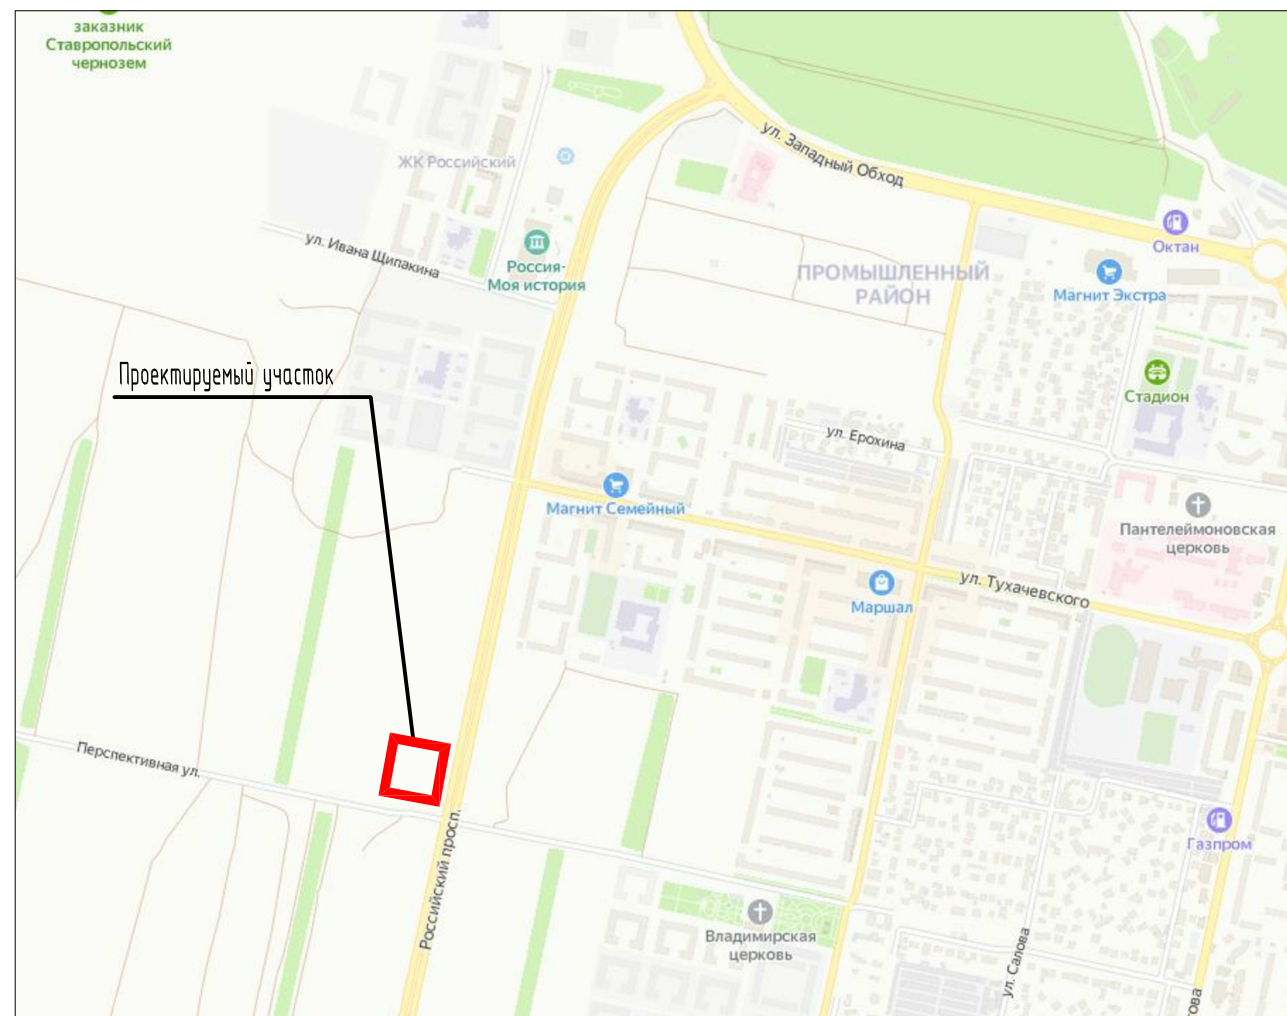 заказник
Ставропольский
чернозем
ул. Западный Обход
ЖК Российский
Октан
ул. Ивана Щипакина
Россия-
Моя история
ПРОМЫШЛЕННЫЙ
РАЙОН
Магнит Экстра
Проектируемый участок
Стадион
ул. Ерохина
Магнит Семейный
Пантелеймоновская
церковь
ул. Тухачевского
Маршал
Перспективная ул.
Российский просп.
Газпром
Владимирская
церковь
ул. Салова